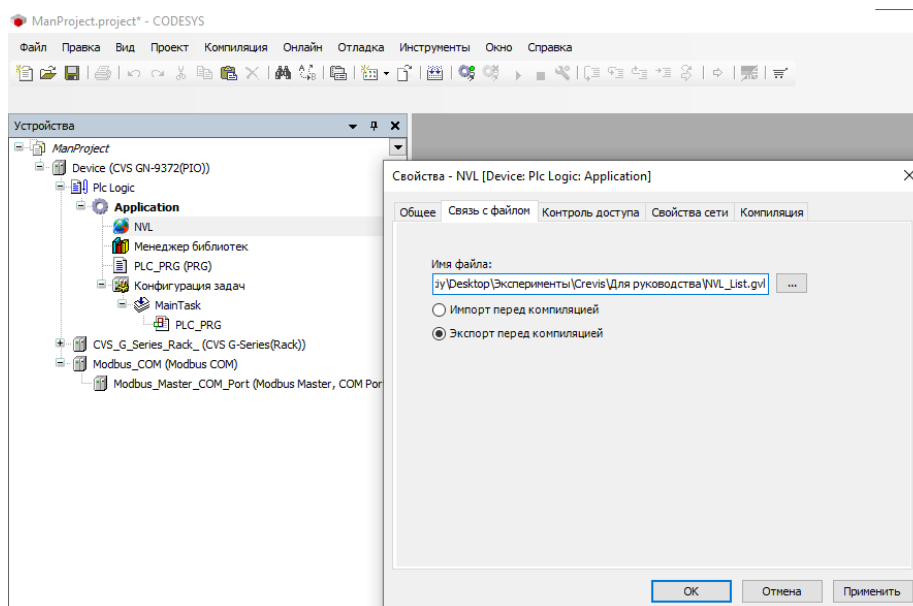 ManProject.project* - CODESYS
Файл Правка Вид Проект Компиляция Онлайн Отладка Инструменты Окно Справка
Устройства
ManProject
Device (CVS GN-9372(PIO))
Plc Logic
Application
NVL
Менеджер библиотек
PLC_PRG (PRG)
Конфигурация задач
MainTask
PLC_PRG
CVS_G_Series_Rack_ (CVS G-Series(Rack))
Modbus_COM (Modbus COM)
Modbus_Master_COM_Port (Modbus Master, COM Por
Свойства - NVL [Device: Plc Logic: Application]
Общее Связь с файлом Контроль доступа Свойства сети Компиляция
Имя файла:
y\Desktop\Эксперименты\Crevis\Для руководства\NVL_List.gvl ...
Импорт перед компиляцией
Экспорт перед компиляцией
OK Отмена Применить